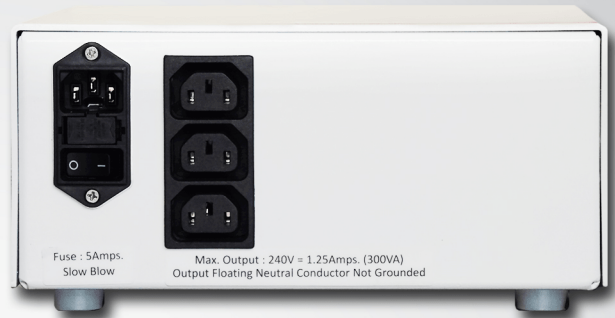 Fuse : 5Amps.
Slow Blow
Max. Output : 240V = 1.25Amps. (300VA)
Output Floating Neutral Conductor Not Grounded